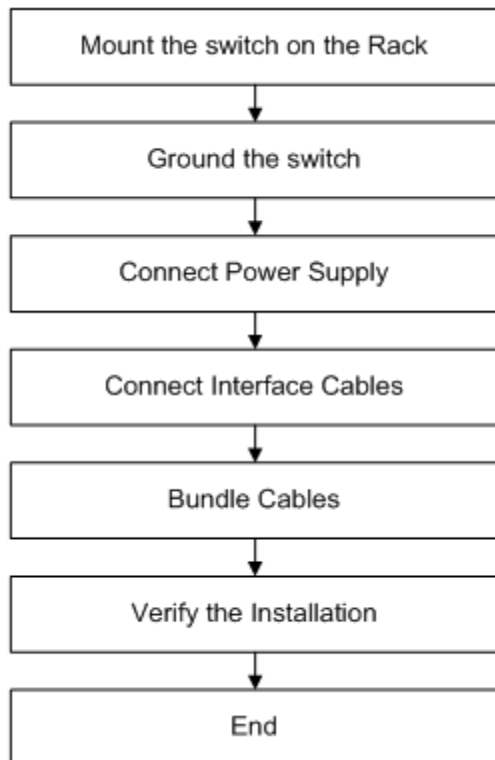 Mount the switch on the Rack
Ground the switch
Connect Power Supply
Connect Interface Cables
Bundle Cables
Verify the Installation
End